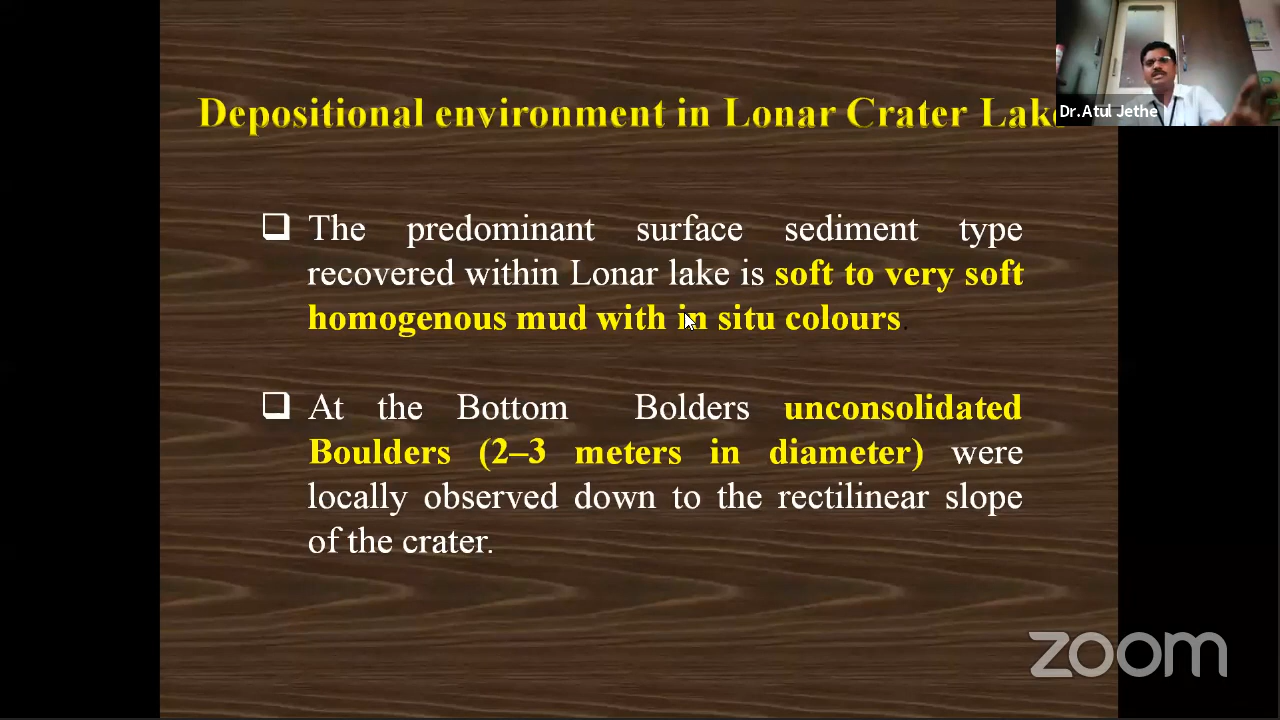 Depositional environment in Lonar Crater Lake
Dr.Atul Jethe
❑ The predominant surface sediment type
recovered within Lonar lake is soft to very soft
homogenous mud with in situ colours.
❑ At the Bottom Bolders unconsolidated
Boulders (2–3 meters in diameter) were
locally observed down to the rectilinear slope
of the crater.
zoom